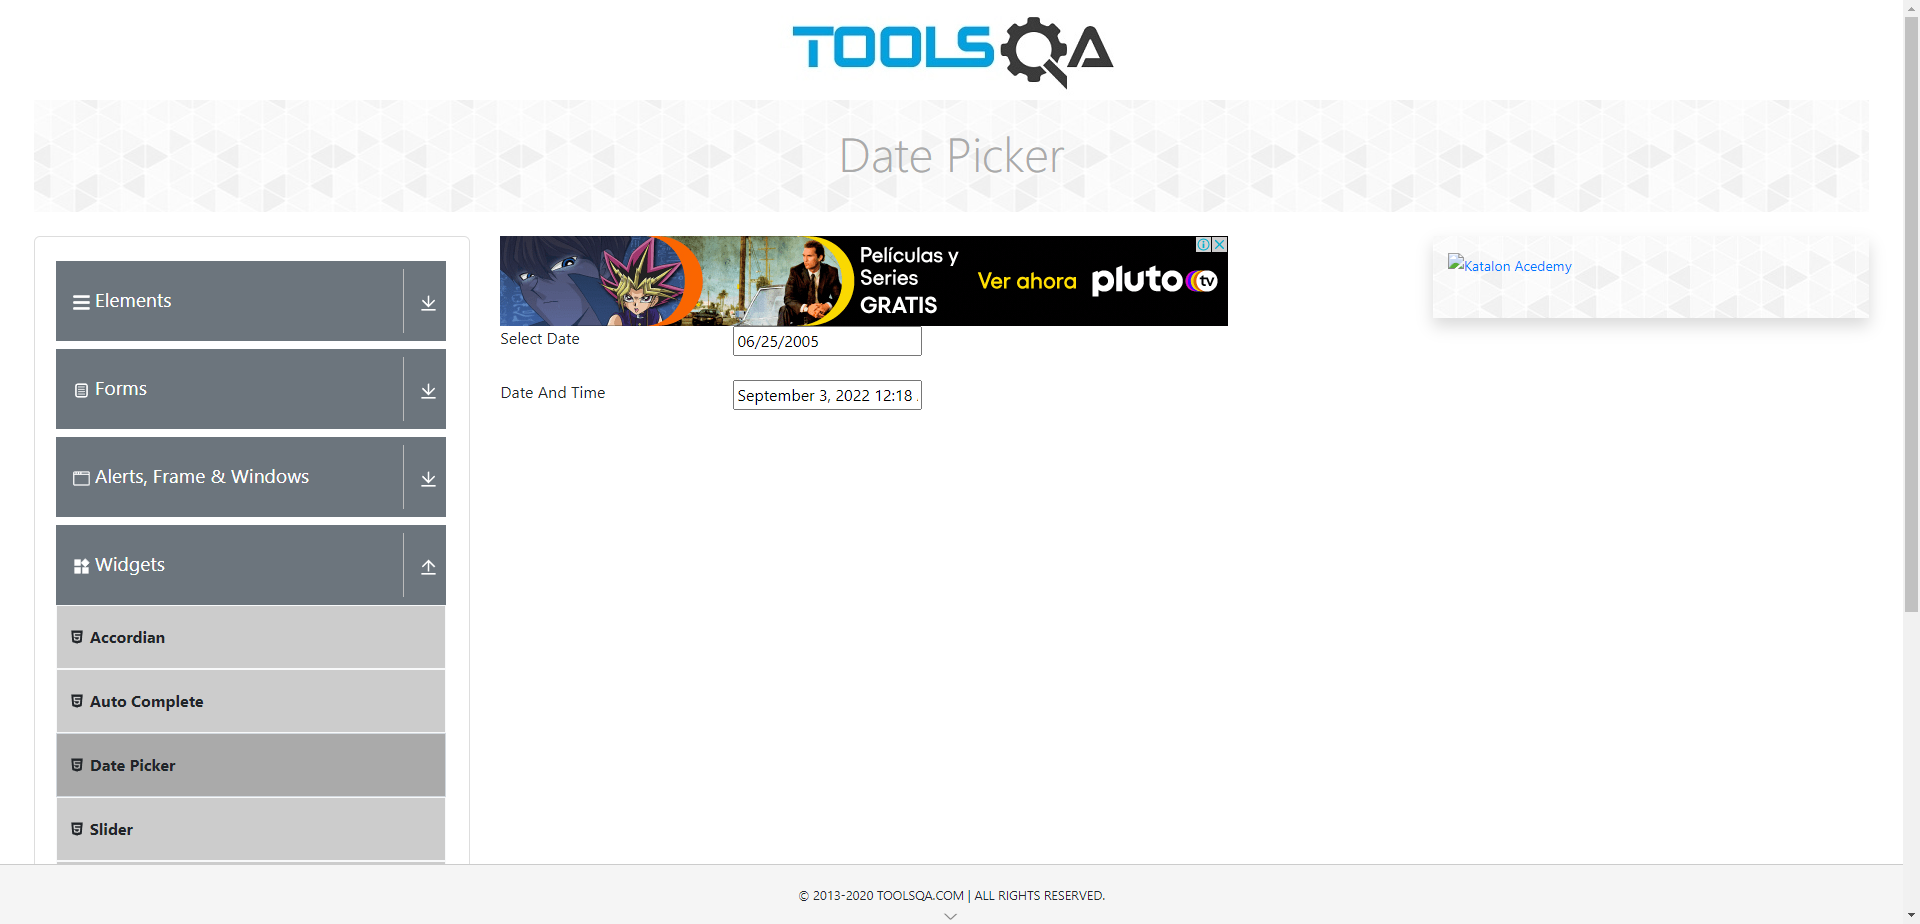 TOOLSQA
Date Picker
Elements
Forms
Alerts, Frame & Windows
Widgets
Accordian
Auto Complete
Date Picker
Slider
Películas y
Series
GRATIS
Ver ahora
pluto tv
Select Date
06/25/2005
Date And Time
September 3, 2022 12:18
Katalon Acedemy
© 2013-2020 TOOLSQA.COM | ALL RIGHTS RESERVED.